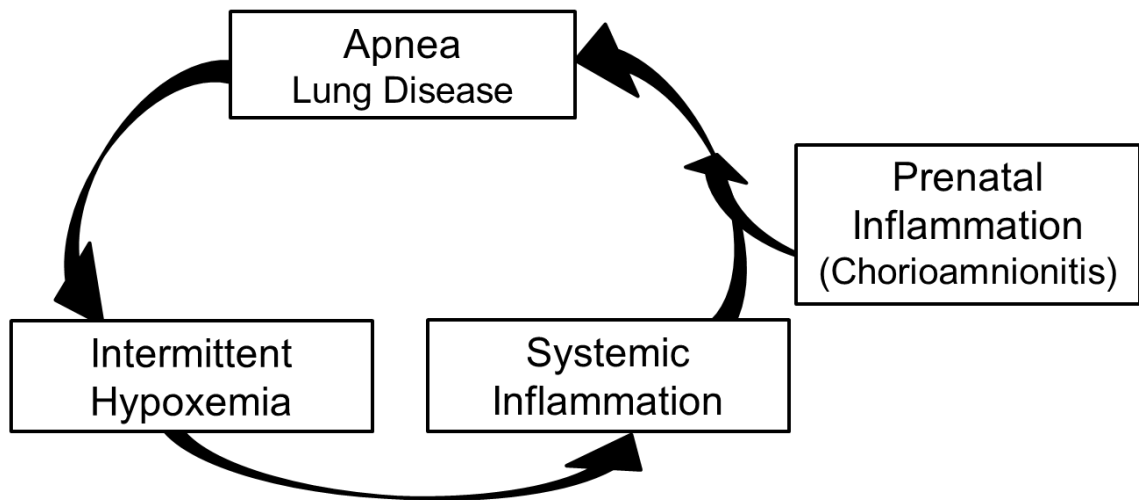 Apnea
Lung Disease
Prenatal
Inflammation
(Chorioamnionitis)
Intermittent
Hypoxemia
Systemic
Inflammation